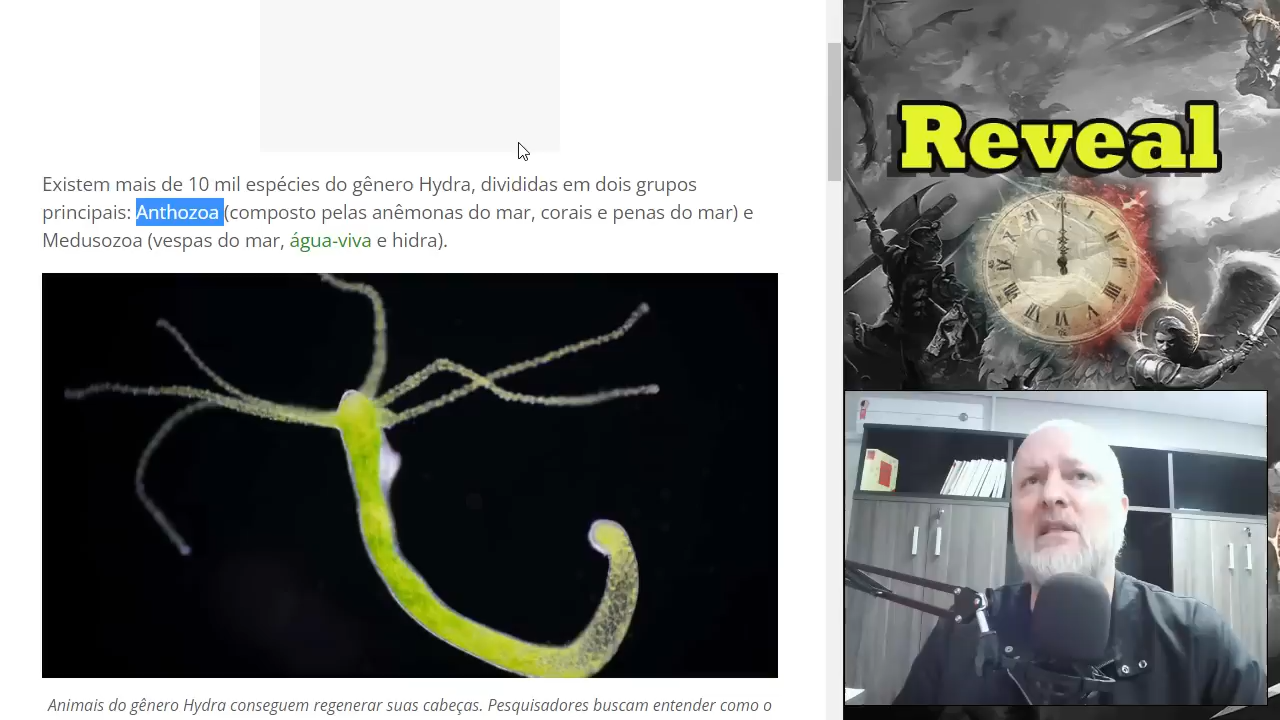 Existem mais de 10 mil espécies do gênero Hydra, divididas em dois grupos
principais: Anthozoa (composto pelas anêmonas do mar, corais e penas do mar) e
Medusozoa (vespas do mar, água-viva e hidra).
Animais do gênero Hydra conseguem regenerar suas cabeças. Pesquisadores buscam entender como o
Reveal